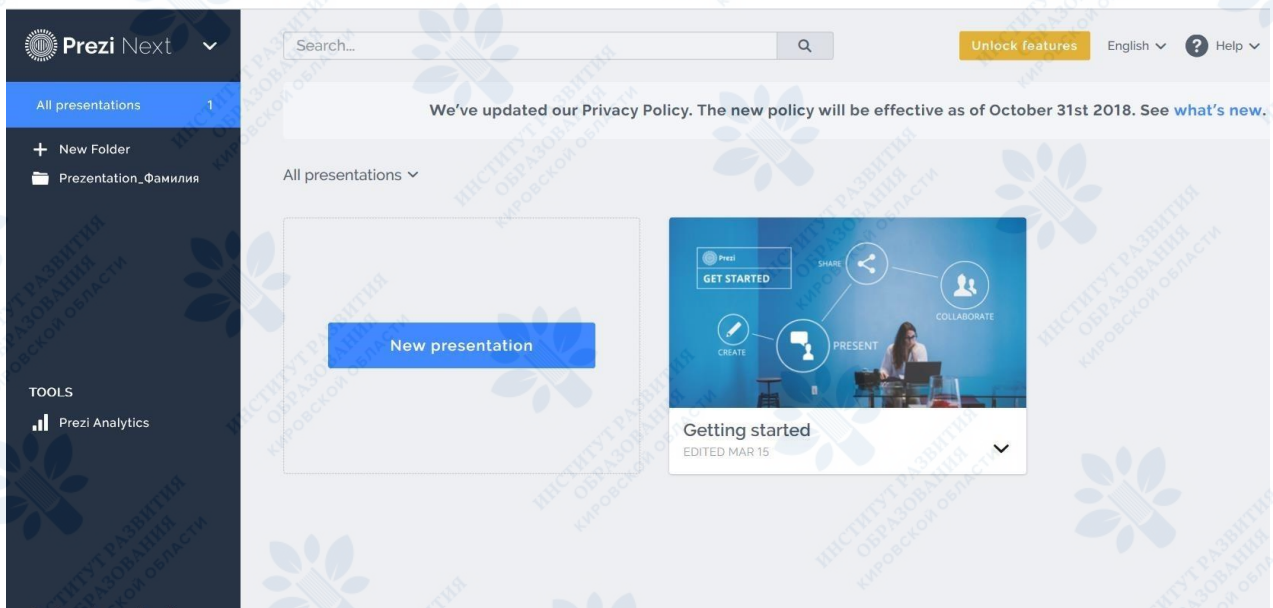 Prezi Next
Search...
Unlock features
English
? Help
All presentations 1
We've updated our Privacy Policy. The new policy will be effective as of October 31st 2018. See what's new.
+ New Folder
Prezentation_Фамилия
All presentations
Prezi
GET STARTED
SHARE
COLLABORATE
CREATE
PRESENT
New presentation
TOOLS
Prezi Analytics
Getting started
EDITED MAR 15
ИНСТИТУТ РАЗВИТИЯ
ОБРАЗОВАНИЯ
КИРОВСКОЙ ОБЛАСТИ